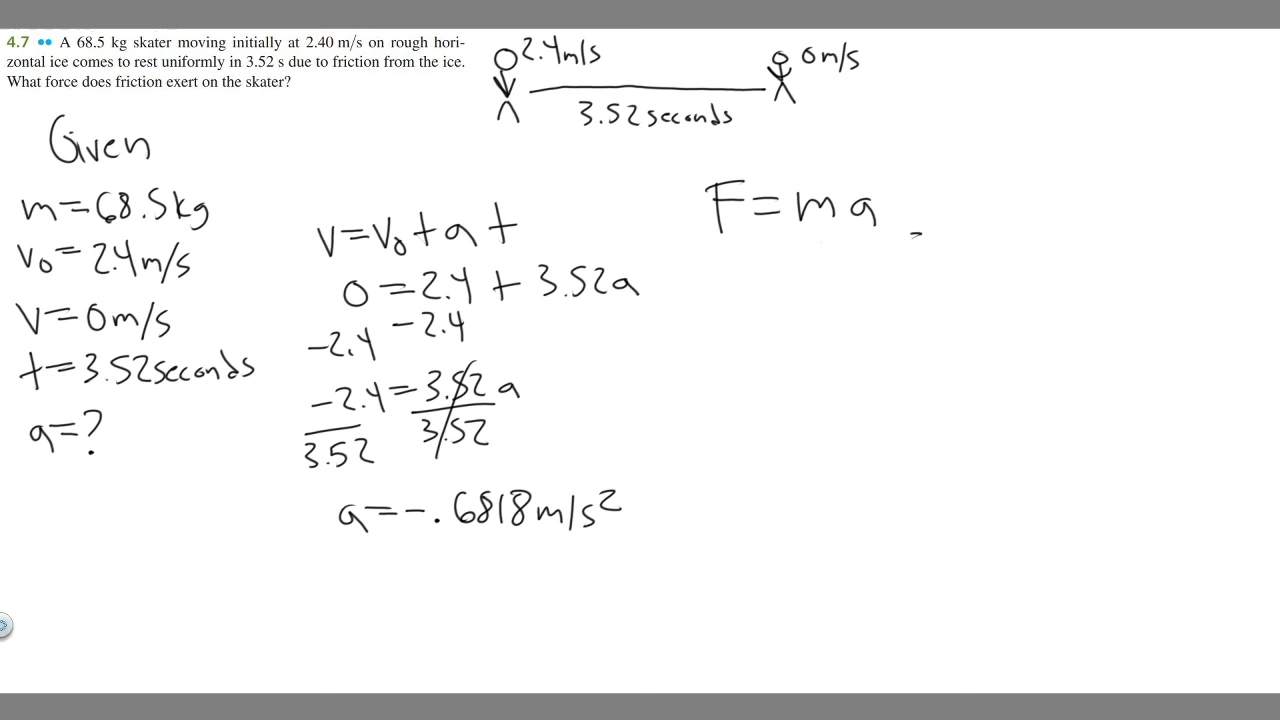 4.7 •• A 68.5 kg skater moving initially at 2.40 m/s on rough hori-
zontal ice comes to rest uniformly in 3.52 s due to friction from the ice.
What force does friction exert on the skater?
2.4m/s
0m/s
3.52seconds
Given
m=68.5kg
v₀=2.4m/s
v=0m/s
t=3.52seconds
a=?
v=v₀+at
0=2.4+3.52a
-2.4 -2.4
-2.4=3.52a
3.52 3.52
a=-.6818m/s²
F=ma